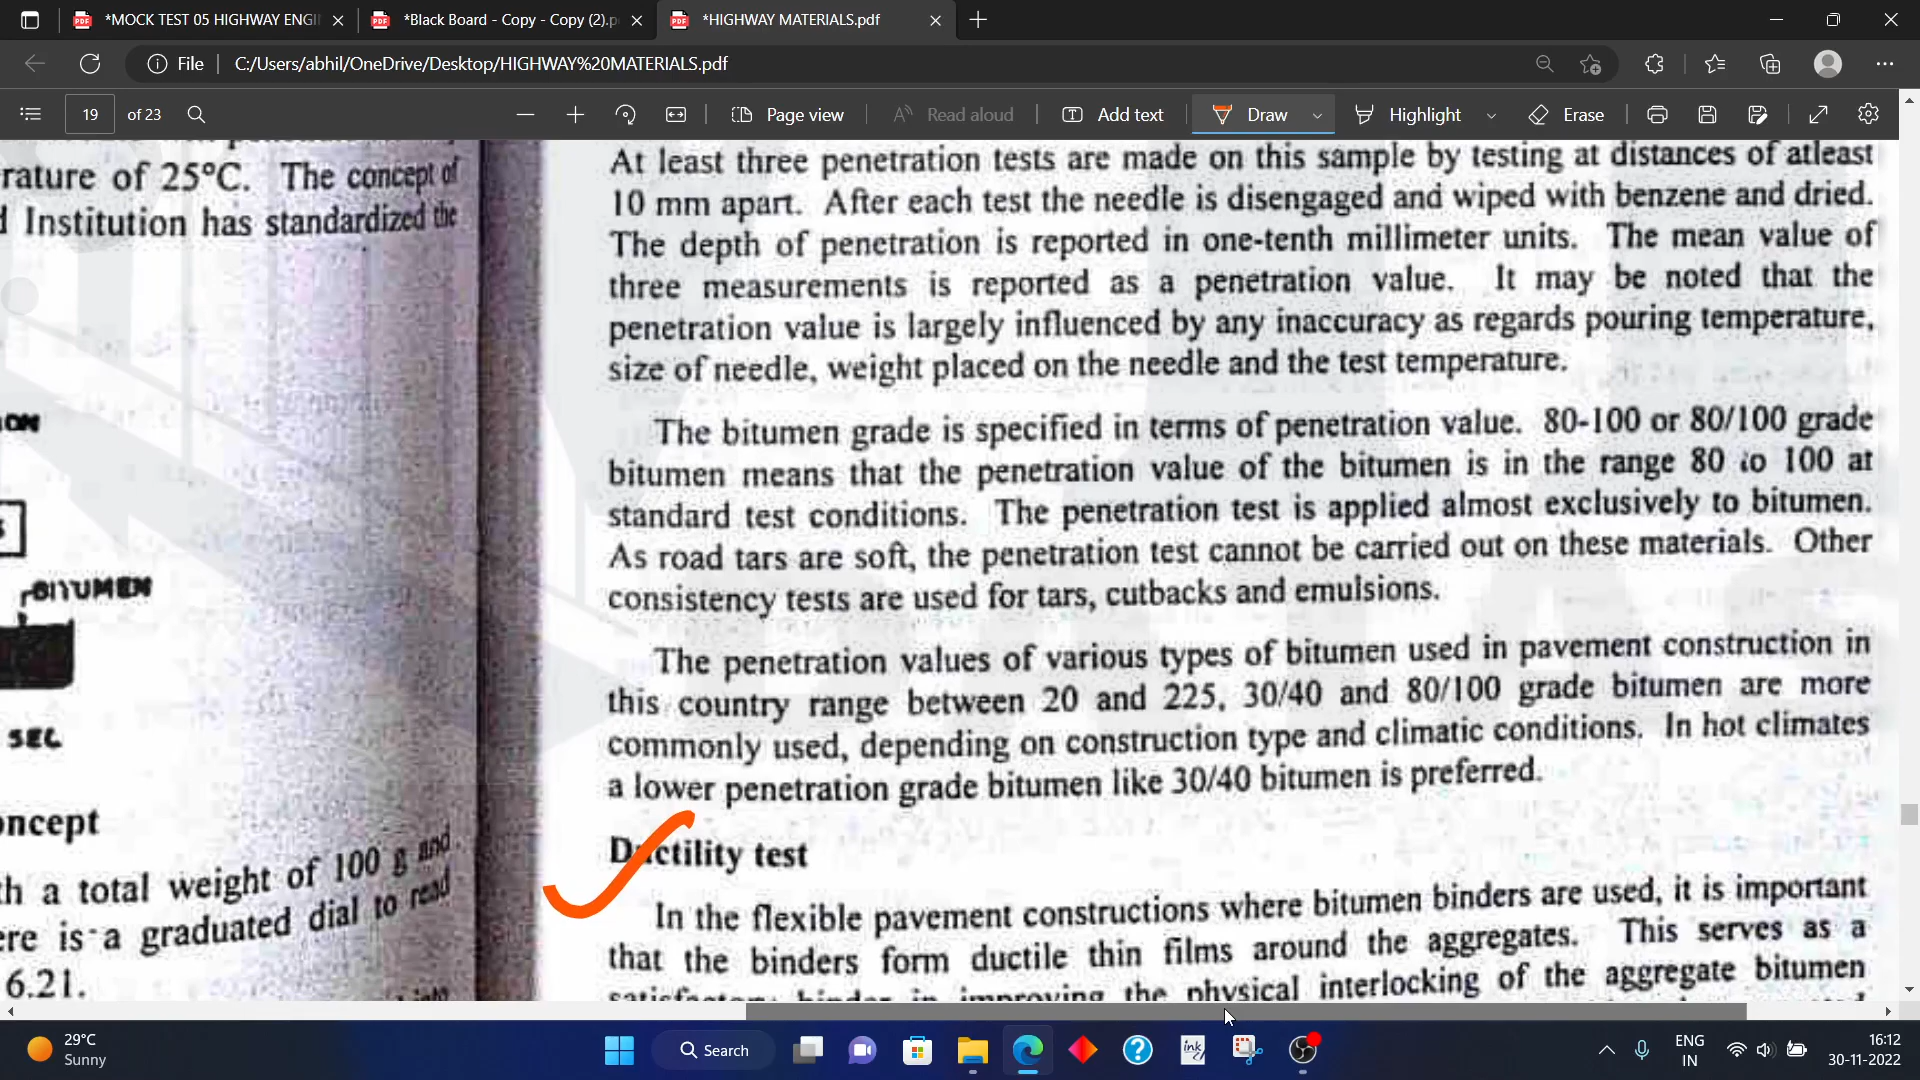 *MOCK TEST 05 HIGHWAY ENGI
*Black Board - Copy - Copy (2).p
*HIGHWAY MATERIALS.pdf
File
C:/Users/abhil/OneDrive/Desktop/HIGHWAY%20MATERIALS.pdf
19 of 23
Page view
Read aloud
Add text
Draw
Highlight
Erase
rature of 25°C. The concept of
d Institution has standardized the
ON
BITUMEN
SEC
oncept
th a total weight of 100 g and
ere is a graduated dial to read
6.21.
At least three penetration tests are made on this sample by testing at distances of atleast
10 mm apart. After each test the needle is disengaged and wiped with benzene and dried.
The depth of penetration is reported in one-tenth millimeter units. The mean value of
three measurements is reported as a penetration value. It may be noted that the
penetration value is largely influenced by any inaccuracy as regards pouring temperature,
size of needle, weight placed on the needle and the test temperature.
The bitumen grade is specified in terms of penetration value. 80-100 or 80/100 grade
bitumen means that the penetration value of the bitumen is in the range 80 to 100 at
standard test conditions. The penetration test is applied almost exclusively to bitumen.
As road tars are soft, the penetration test cannot be carried out on these materials. Other
consistency tests are used for tars, cutbacks and emulsions.
The penetration values of various types of bitumen used in pavement construction in
this country range between 20 and 225, 30/40 and 80/100 grade bitumen are more
commonly used, depending on construction type and climatic conditions. In hot climates
a lower penetration grade bitumen like 30/40 bitumen is preferred.
Ductility test
In the flexible pavement constructions where bitumen binders are used, it is important
that the binders form ductile thin films around the aggregates. This serves as a
satisfactory binder in improving the physical interlocking of the aggregate bitumen
29°C
Sunny
Search
ENG
IN
16:12
30-11-2022